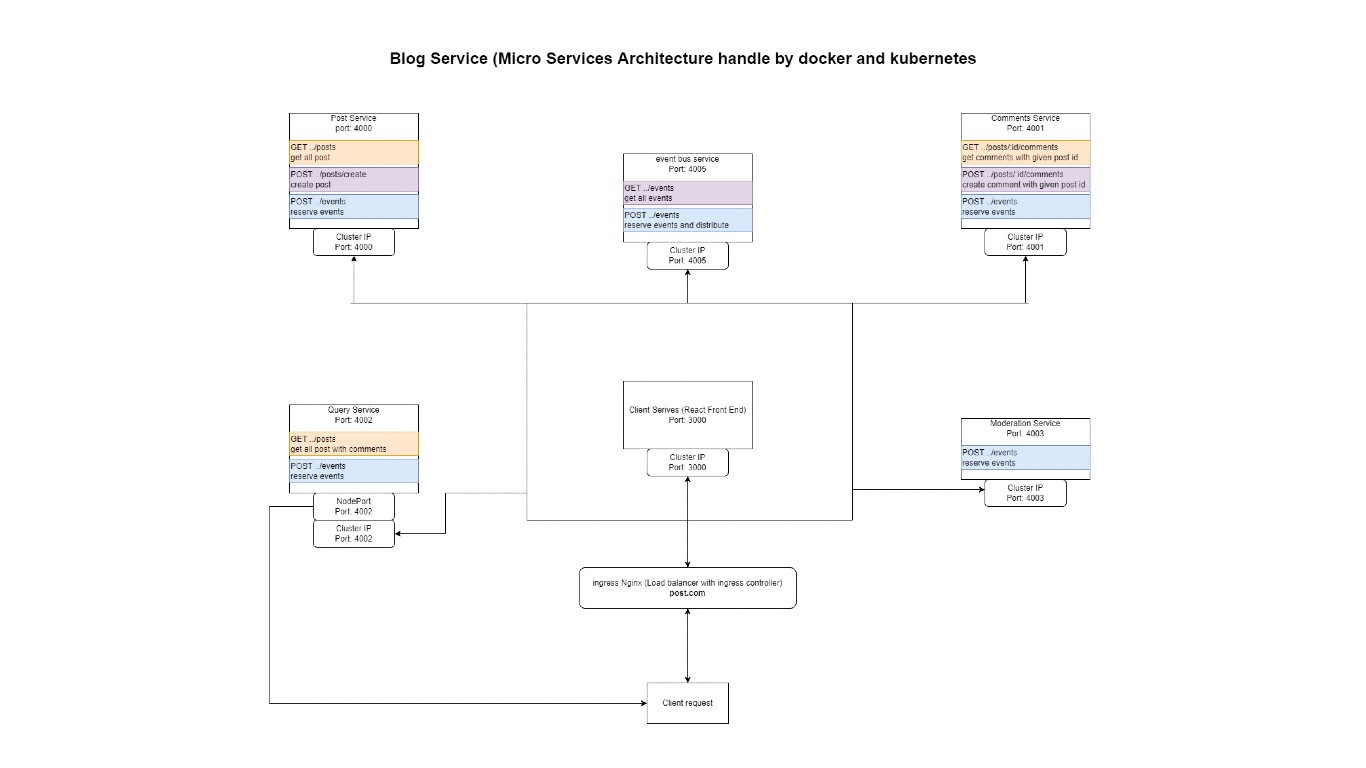 Blog Service (Micro Services Architecture handle by docker and kubernetes
Post Service
port: 4000
GET ../posts
get all post
POST ../posts/create
create post
POST ../events
reserve events
Cluster IP
Port: 4000
event bus service
Port: 4005
GET ../events
get all events
POST ../events
reserve events and distribute
Cluster IP
Port: 4005
Comments Service
Port: 4001
GET ../posts/:id/comments
get comments with given post id
POST ../posts/:id/comments
create comment with given post id
POST ../events
reserve events
Cluster IP
Port: 4001
Query Service
Port: 4002
GET ../posts
get all post with comments
POST ../events
reserve events
NodePort
Port: 4002
Cluster IP
Port: 4002
Client Serives (React Front End)
Port: 3000
Cluster IP
Port: 3000
Moderation Service
Port: 4003
POST ../events
reserve events
Cluster IP
Port: 4003
ingress Nginx (Load balancer with ingress controller)
post.com
Client request